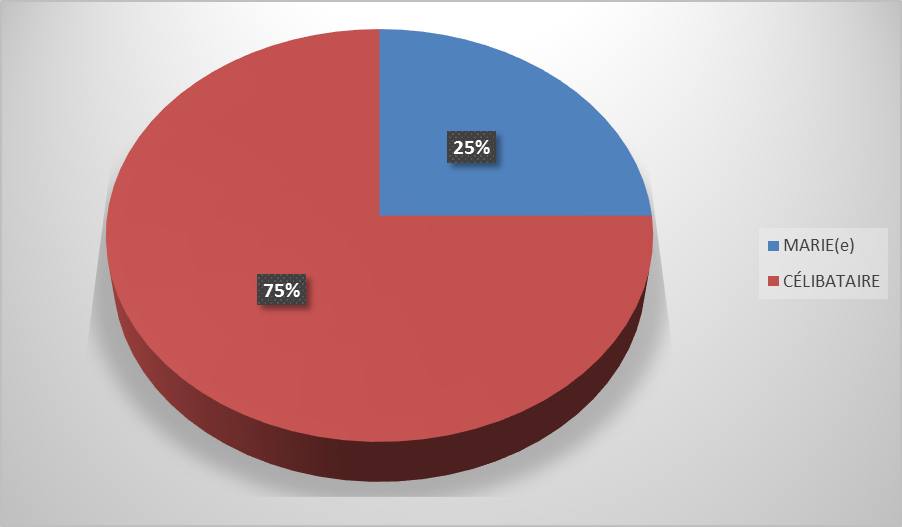 25%
75%
MARIE(e)
CÉLIBATAIRE